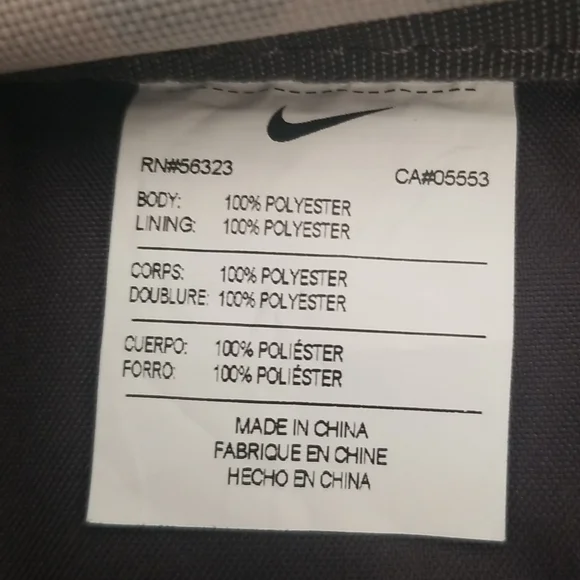 RN#56323 CA#05553
BODY: 100% POLYESTER
LINING: 100% POLYESTER
CORPS: 100% POLYESTER
DOUBLURE: 100% POLYESTER
CUERPO: 100% POLIÉSTER
FORRO: 100% POLIÉSTER
MADE IN CHINA
FABRIQUE EN CHINE
HECHO EN CHINA